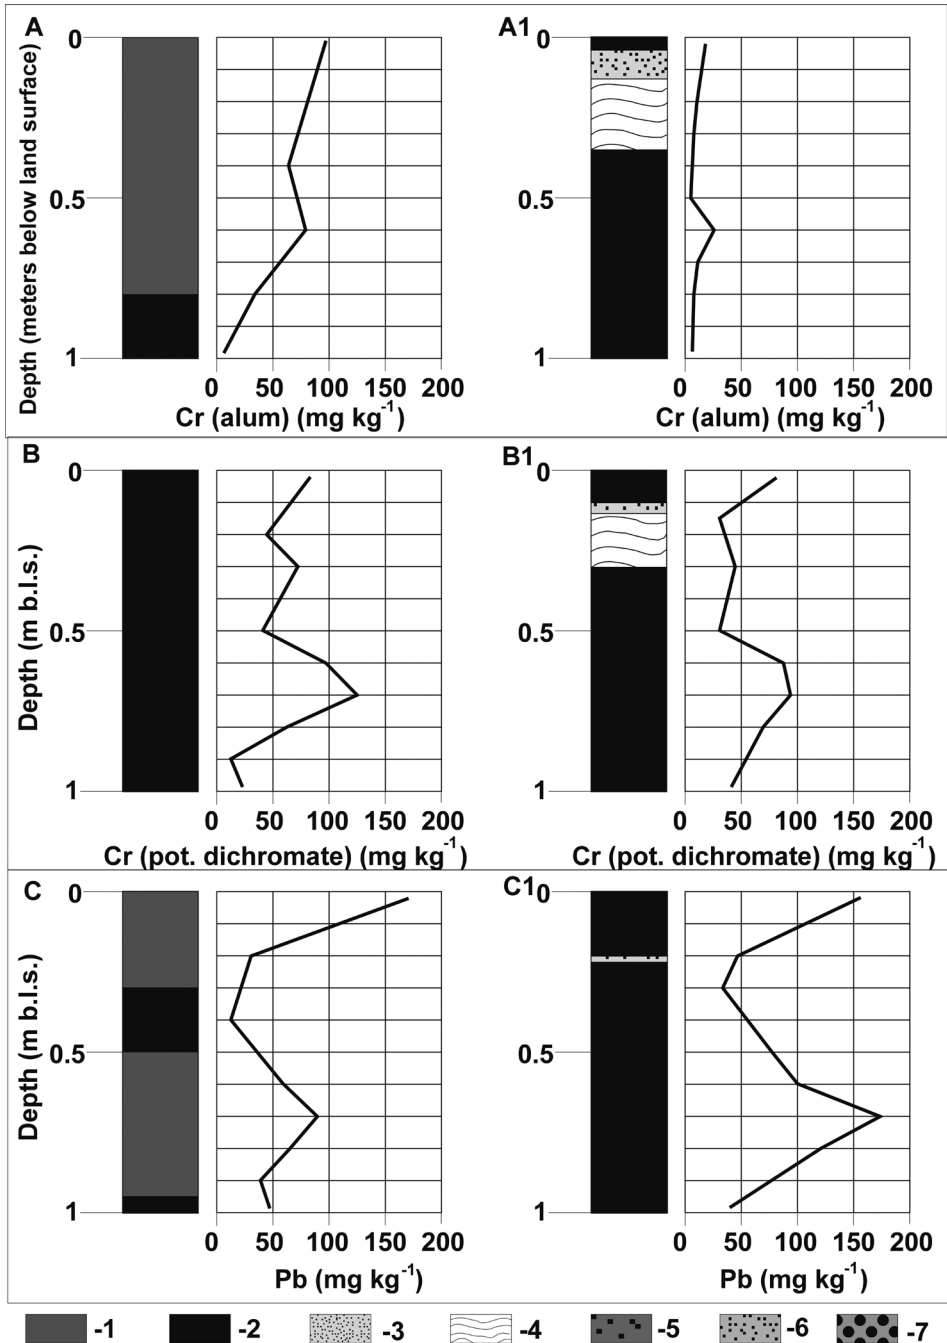 A
A1
Depth (meters below land surface)
0
0.5
1
0
0.5
1
0 50 100 150 200
0 50 100 150 200
Cr (alum) (mg kg-1)
Cr (alum) (mg kg-1)
B
B1
Depth (m b.l.s.)
0
0.5
1
0
0.5
1
0 50 100 150 200
0 50 100 150 200
Cr (pot. dichromate) (mg kg-1)
Cr (pot. dichromate) (mg kg-1)
C
C1
Depth (m b.l.s.)
0
0.5
1
0
0.5
1
0 50 100 150 200
0 50 100 150 200
Pb (mg kg-1)
Pb (mg kg-1)
-1 -2 -3 -4 -5 -6 -7